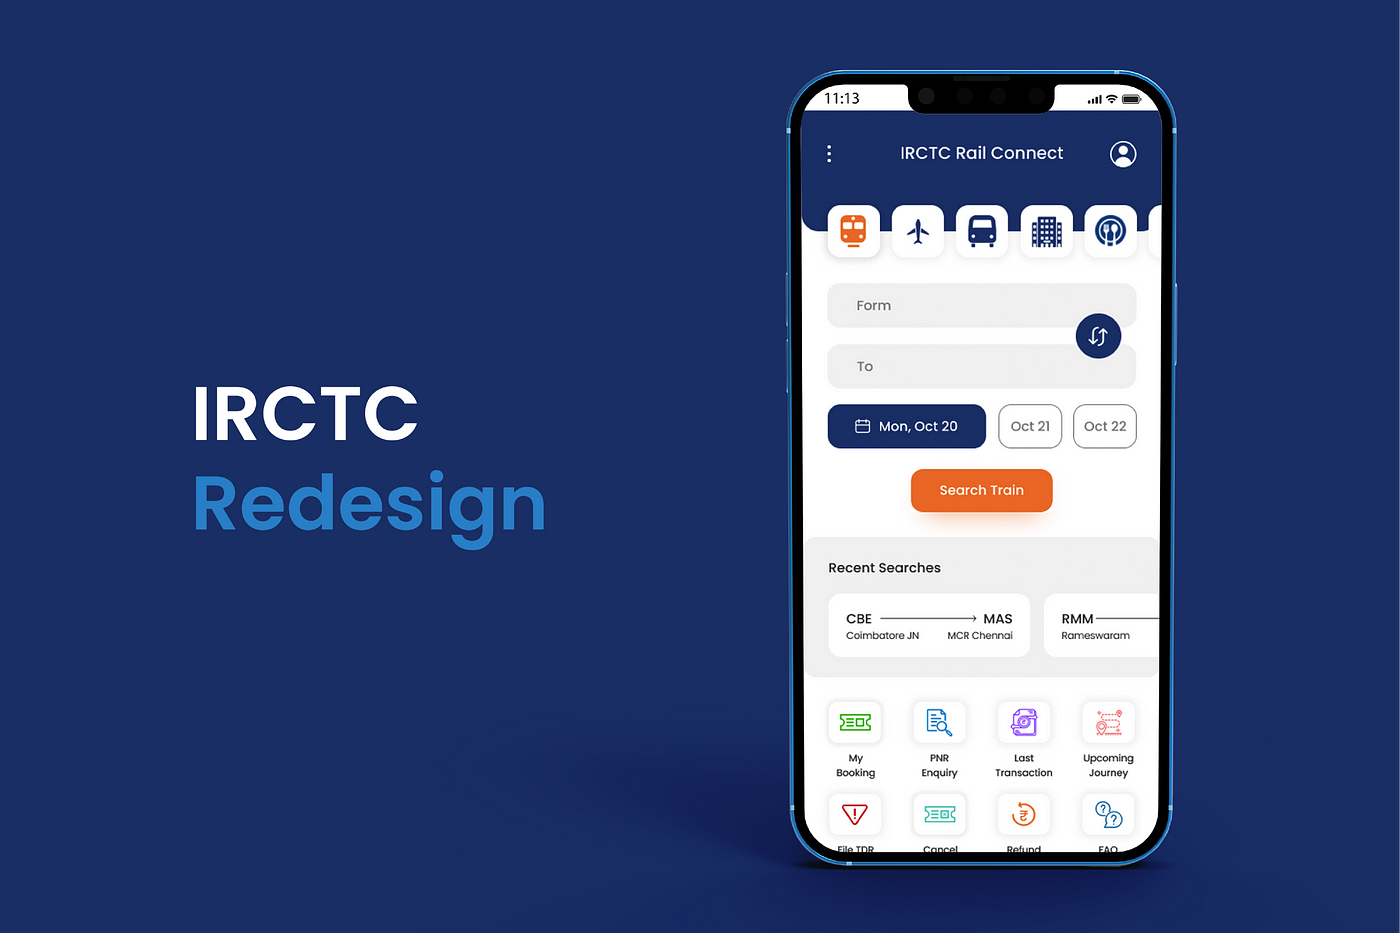 IRCTC
Redesign
11:13
IRCTC Rail Connect
Form
To
Mon, Oct 20
Oct 21
Oct 22
Search Train
Recent Searches
CBE MAS
Coimbatore JN MCR Chennai
RMM
Rameswaram
My
Booking
PNR
Enquiry
Last
Transaction
Upcoming
Journey
File TDR
Cancel
Refund
FAQ